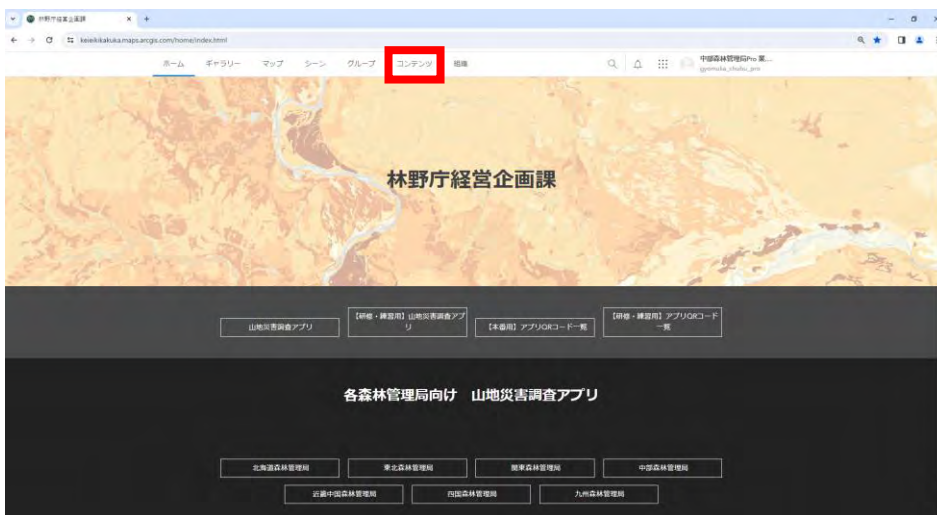 林野庁経営企画課
keieikikakuka.maps.arcgis.com/home/index.html
ホーム ギャラリー マップ シーン グループ コンテンツ 組織
中部森林管理局Pro 業...
gyomuka_chubu_pro
林野庁経営企画課
山地災害調査アプリ
【研修・練習用】山地災害調査アプ
リ
【本番用】アプリQRコード一覧
【研修・練習用】アプリQRコード
一覧
各森林管理局向け 山地災害調査アプリ
北海道森林管理局 東北森林管理局 関東森林管理局 中部森林管理局
近畿中国森林管理局 四国森林管理局 九州森林管理局